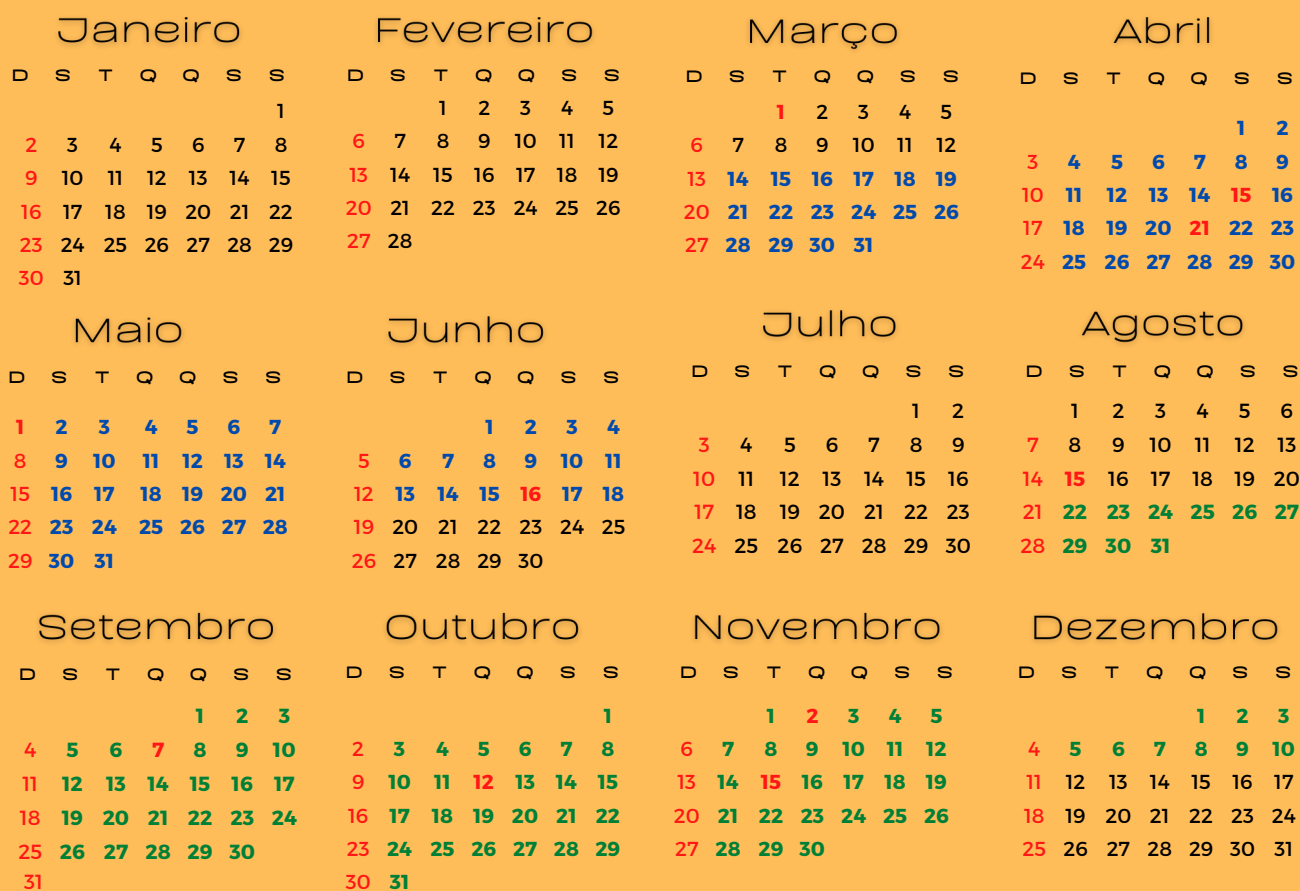 Janeiro
D S T Q Q S S
1
2 3 4 5 6 7 8
9 10 11 12 13 14 15
16 17 18 19 20 21 22
23 24 25 26 27 28 29
30 31
Fevereiro
D S T Q Q S S
1 2 3 4 5
6 7 8 9 10 11 12
13 14 15 16 17 18 19
20 21 22 23 24 25 26
27 28
Março
D S T Q Q S S
1 2 3 4 5
6 7 8 9 10 11 12
13 14 15 16 17 18 19
20 21 22 23 24 25 26
27 28 29 30 31
Abril
D S T Q Q S S
1 2
3 4 5 6 7 8 9
10 11 12 13 14 15 16
17 18 19 20 21 22 23
24 25 26 27 28 29 30
Maio
D S T Q Q S S
1 2 3 4 5 6 7
8 9 10 11 12 13 14
15 16 17 18 19 20 21
22 23 24 25 26 27 28
29 30 31
Junho
D S T Q Q S S
1 2 3 4
5 6 7 8 9 10 11
12 13 14 15 16 17 18
19 20 21 22 23 24 25
26 27 28 29 30
Julho
D S T Q Q S S
1 2
3 4 5 6 7 8 9
10 11 12 13 14 15 16
17 18 19 20 21 22 23
24 25 26 27 28 29 30
Agosto
D S T Q Q S S
1 2 3 4 5 6
7 8 9 10 11 12 13
14 15 16 17 18 19 20
21 22 23 24 25 26 27
28 29 30 31
Setembro
D S T Q Q S S
1 2 3
4 5 6 7 8 9 10
11 12 13 14 15 16 17
18 19 20 21 22 23 24
25 26 27 28 29 30
31
Outubro
D S T Q Q S S
1
2 3 4 5 6 7 8
9 10 11 12 13 14 15
16 17 18 19 20 21 22
23 24 25 26 27 28 29
30 31
Novembro
D S T Q Q S S
1 2 3 4 5
6 7 8 9 10 11 12
13 14 15 16 17 18 19
20 21 22 23 24 25 26
27 28 29 30
Dezembro
D S T Q Q S S
1 2 3
4 5 6 7 8 9 10
11 12 13 14 15 16 17
18 19 20 21 22 23 24
25 26 27 28 29 30 31